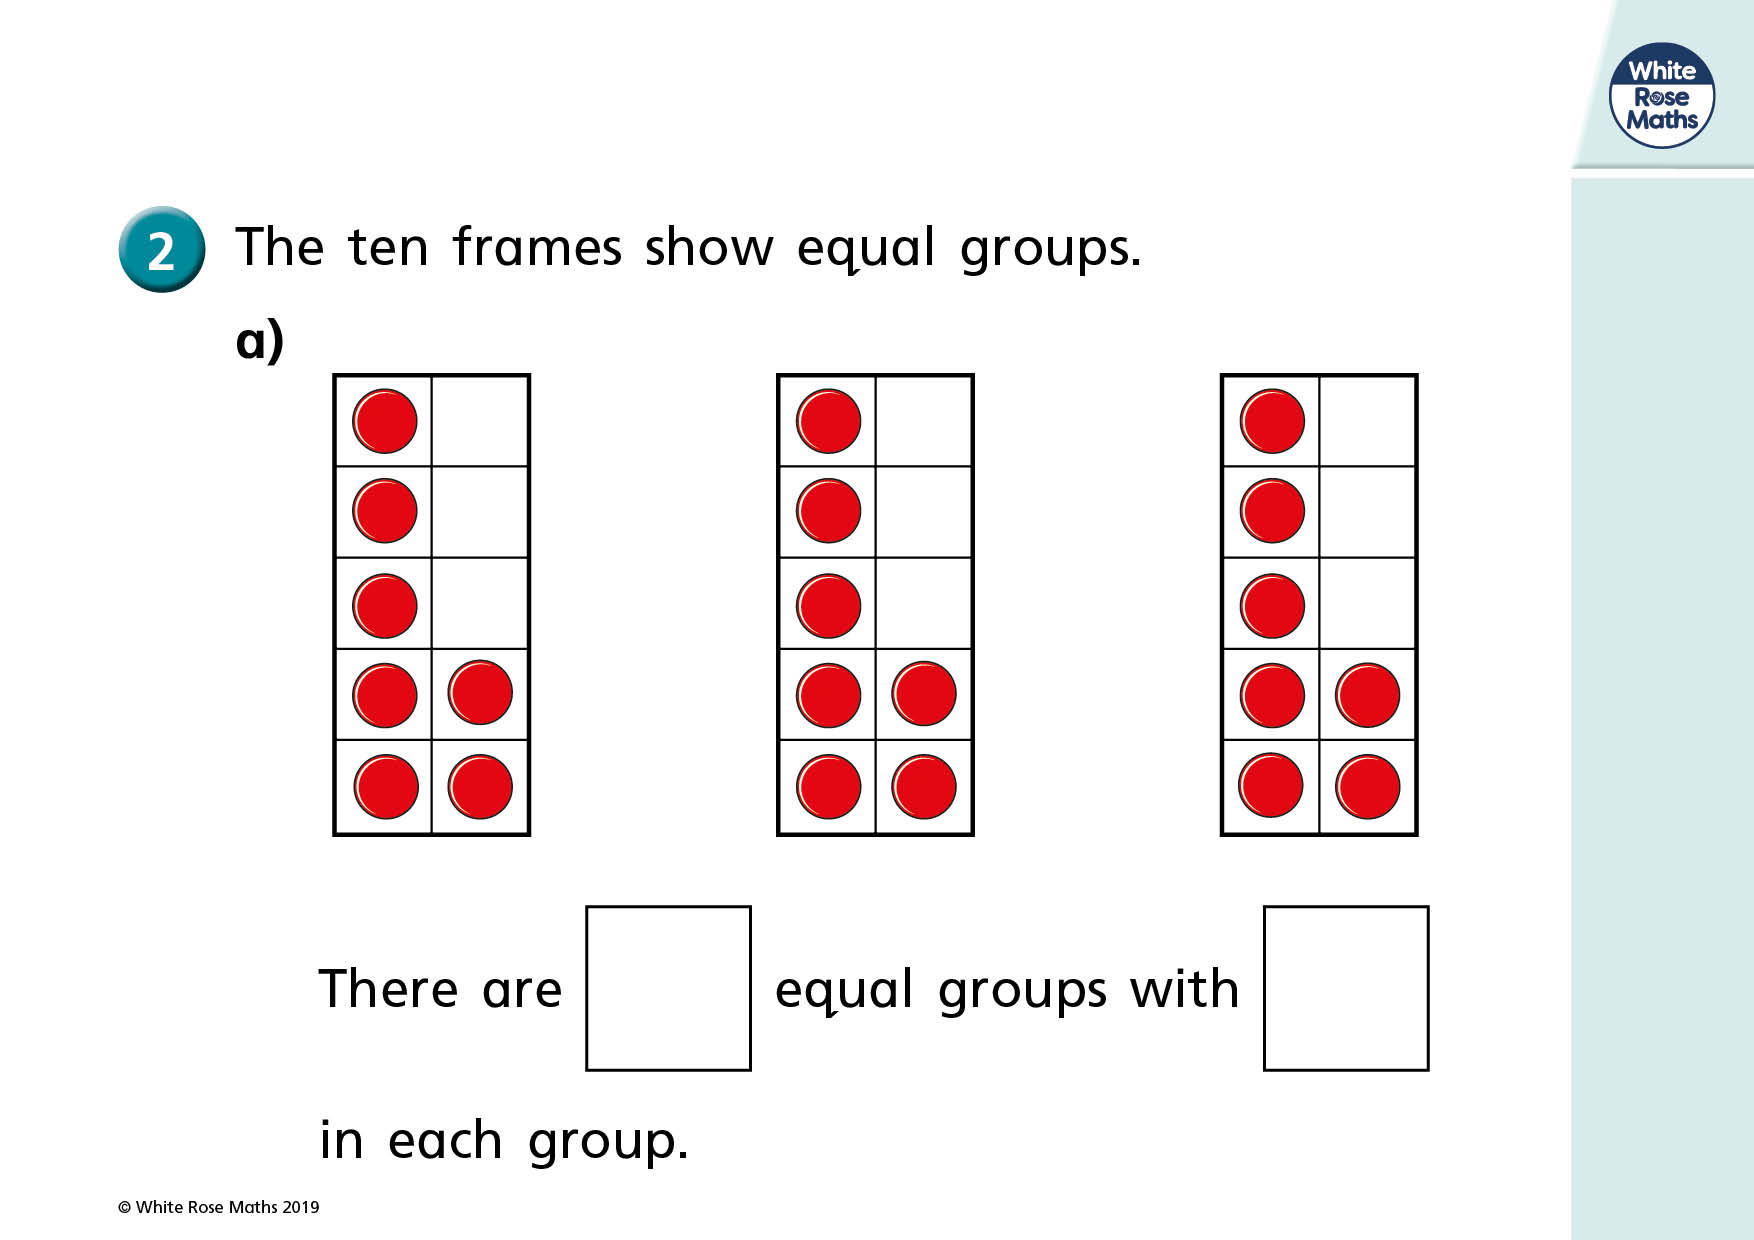 White
Rose
Maths
2 The ten frames show equal groups.
a)
There are equal groups with
in each group.
© White Rose Maths 2019